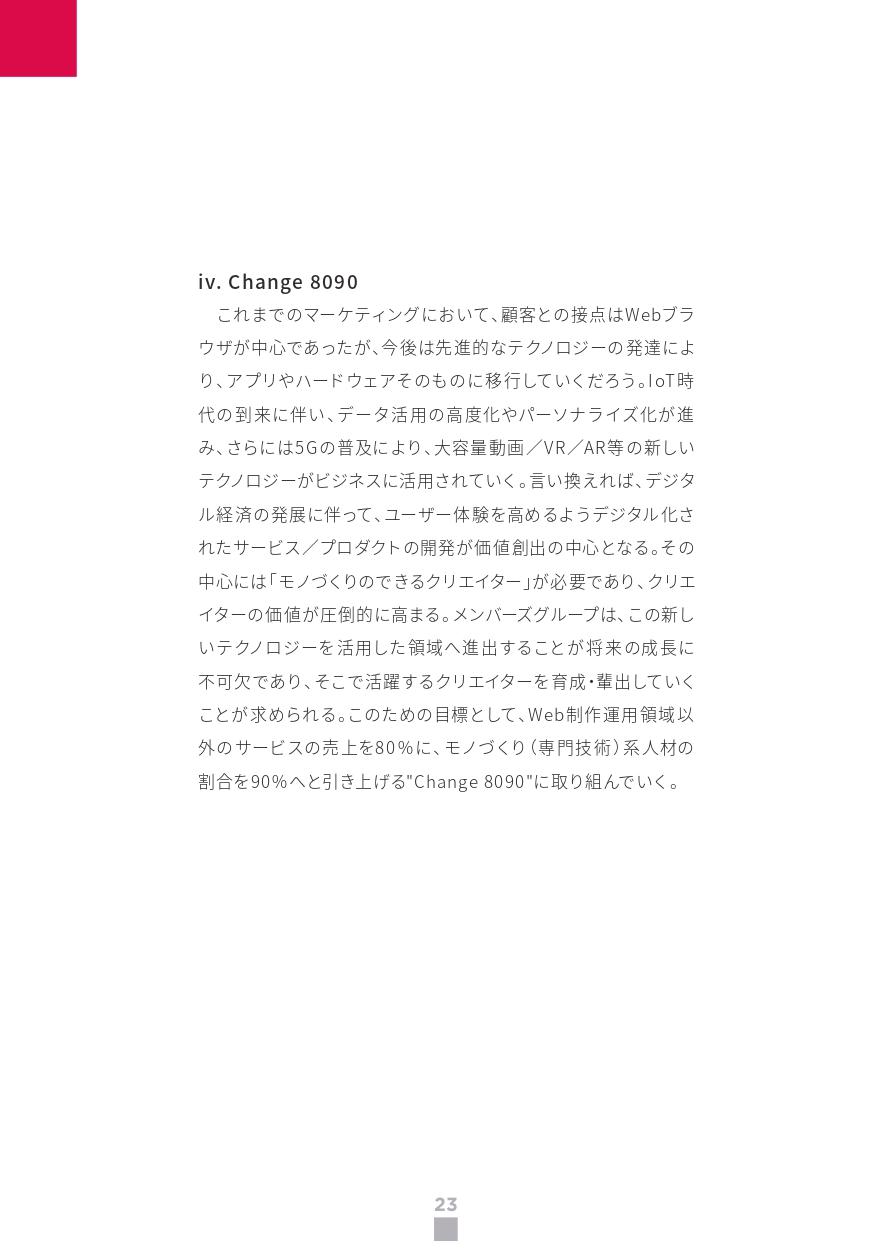 iv. Change 8090
　これまでのマーケティングにおいて、顧客との接点はWebブラ
ウザが中心であったが、今後は先進的なテクノロジーの発達によ
り、アプリやハードウェアそのものに移行していくだろう。IoT時
代の到来に伴い、データ活用の高度化やパーソナライズ化が進
み、さらには5Gの普及により、大容量動画／VR／AR等の新しい
テクノロジーがビジネスに活用されていく。言い換えれば、デジタ
ル経済の発展に伴って、ユーザー体験を高めるようデジタル化さ
れたサービス／プロダクトの開発が価値創出の中心となる。その
中心には「モノづくりのできるクリエイター」が必要であり、クリエ
イターの価値が圧倒的に高まる。メンバーズグループは、この新し
いテクノロジーを活用した領域へ進出することが将来の成長に
不可欠であり、そこで活躍するクリエイターを育成・輩出していく
ことが求められる。このための目標として、Web制作運用領域以
外のサービスの売上を80％に、モノづくり（専門技術）系人材の
割合を90％へと引き上げる"Change 8090"に取り組んでいく。
23